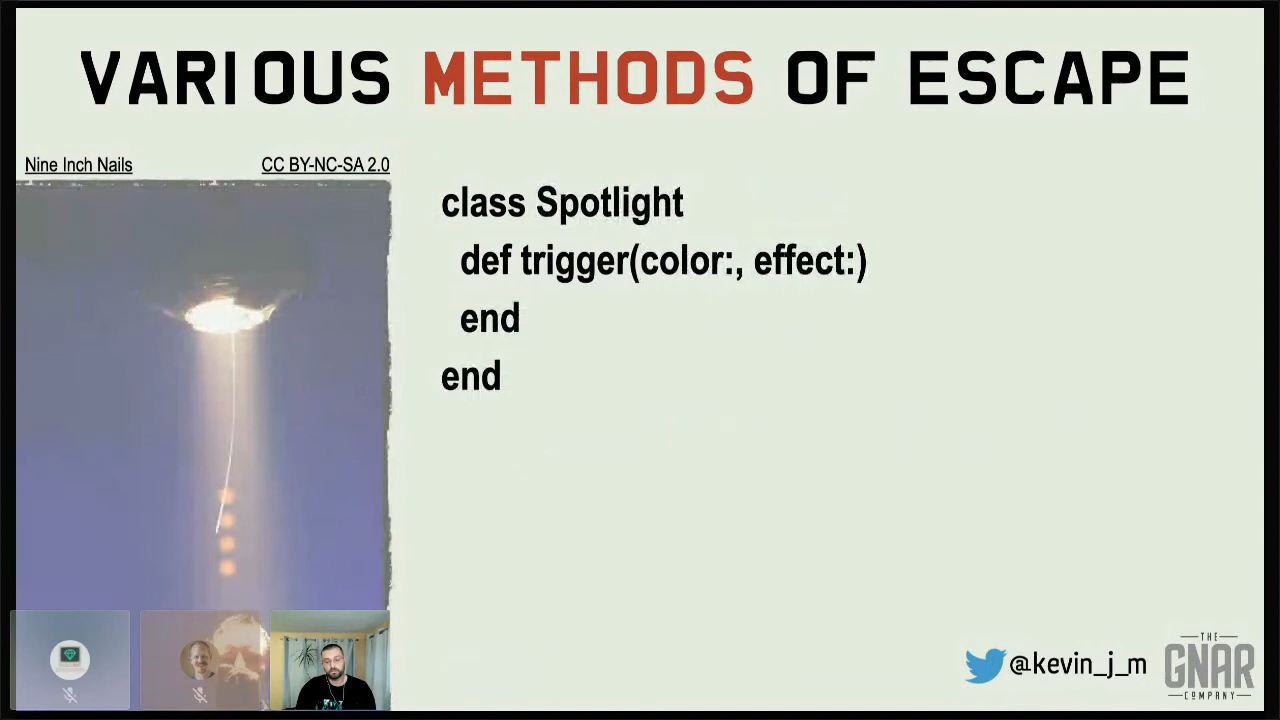 VARIOUS METHODS OF ESCAPE
Nine Inch Nails
CC BY-NC-SA 2.0
class Spotlight
def trigger(color:, effect:)
end
end
@kevin_j_m
THE
GNAR
COMPANY